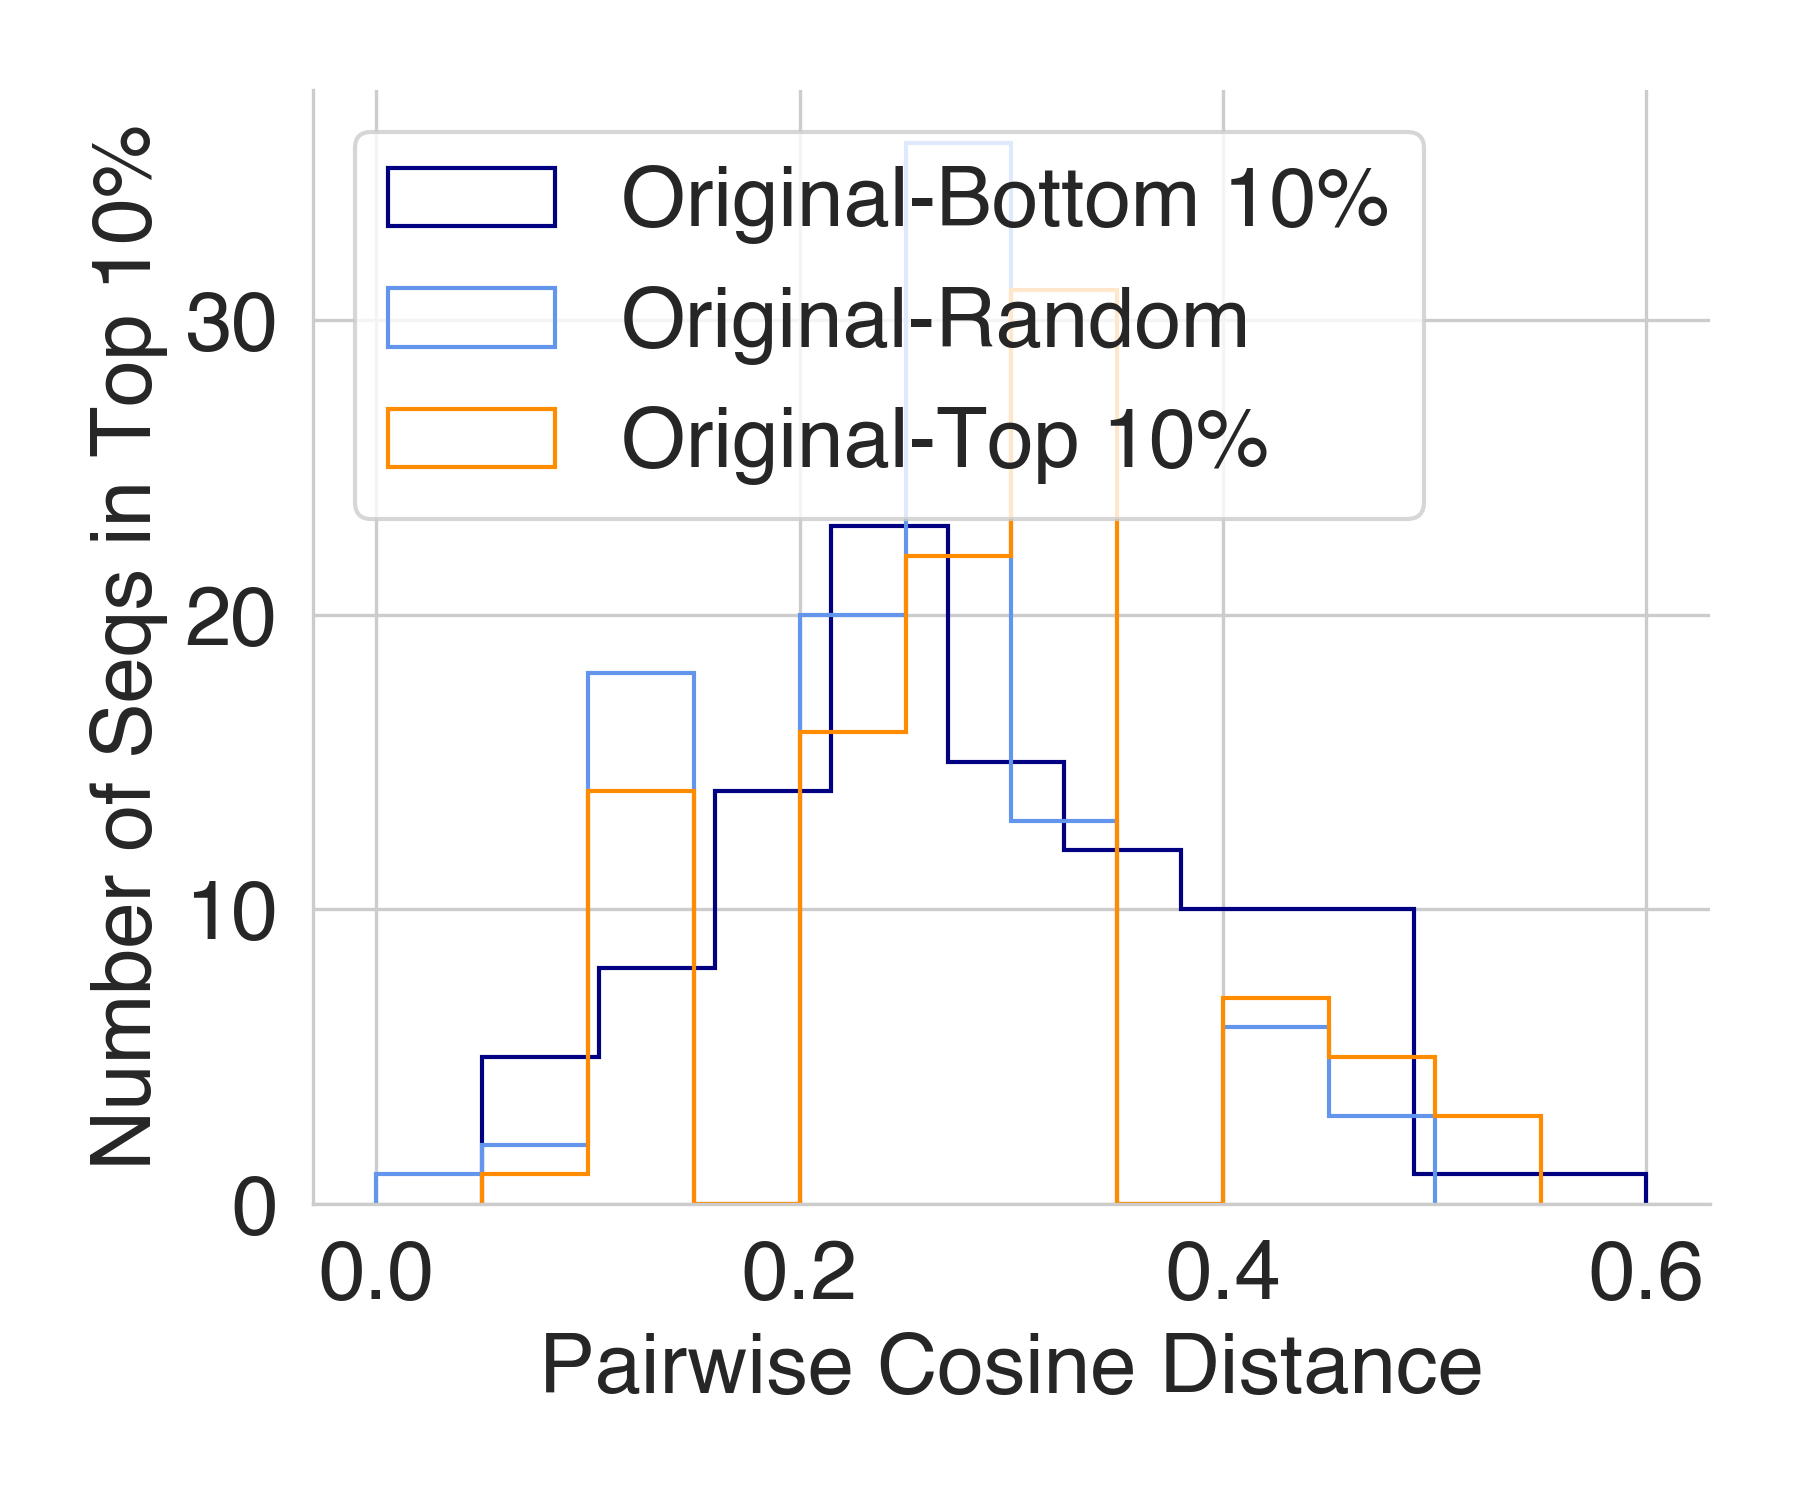 Number of Seqs in Top 10%
30
20
10
0
Original-Bottom 10%
Original-Random
Original-Top 10%
0.0 0.2 0.4 0.6
Pairwise Cosine Distance